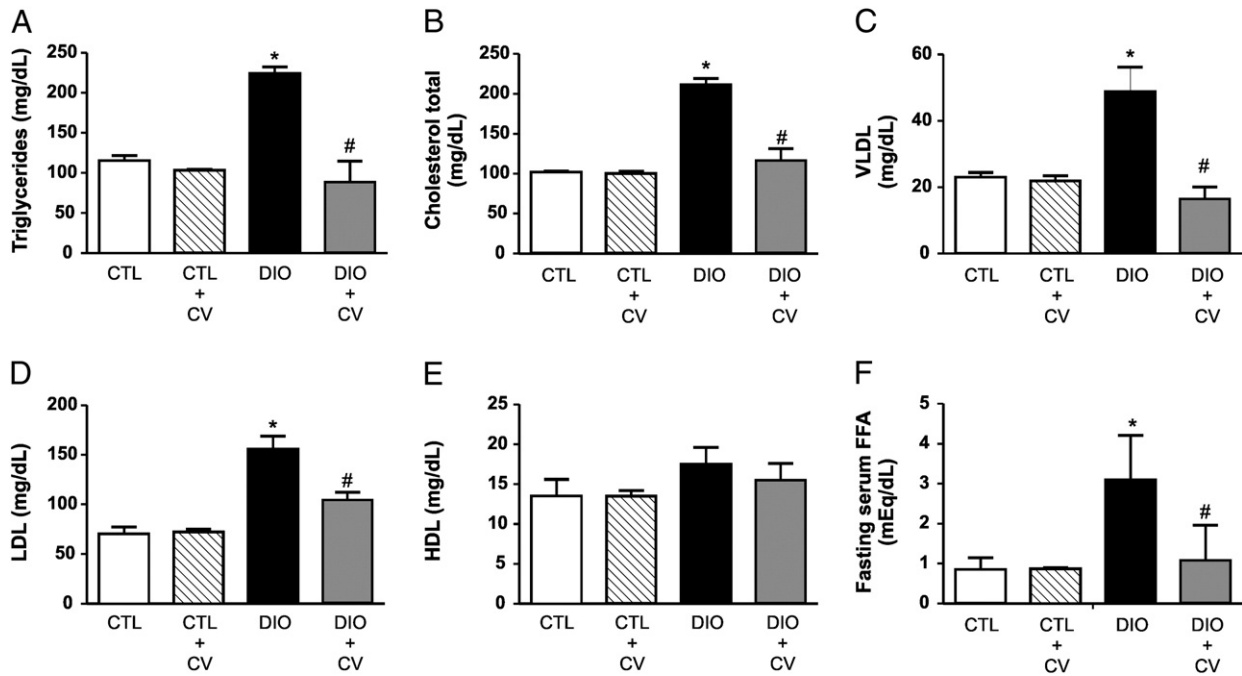 A
Triglycerides (mg/dL)
250
200
150
100
50
0
*
#
CTL
CTL
+
CV
DIO
DIO
+
CV
B
Cholesterol total
(mg/dL)
250
200
150
100
50
0
*
#
CTL
CTL
+
CV
DIO
DIO
+
CV
C
VLDL
(mg/dL)
60
40
20
0
*
#
CTL
CTL
+
CV
DIO
DIO
+
CV
D
LDL (mg/dL)
200
150
100
50
0
*
#
CTL
CTL
+
CV
DIO
DIO
+
CV
E
HDL (mg/dL)
25
20
15
10
5
0
CTL
CTL
+
CV
DIO
DIO
+
CV
F
Fasting serum FFA
(mEq/dL)
5
4
3
2
1
0
*
#
CTL
CTL
+
CV
DIO
DIO
+
CV